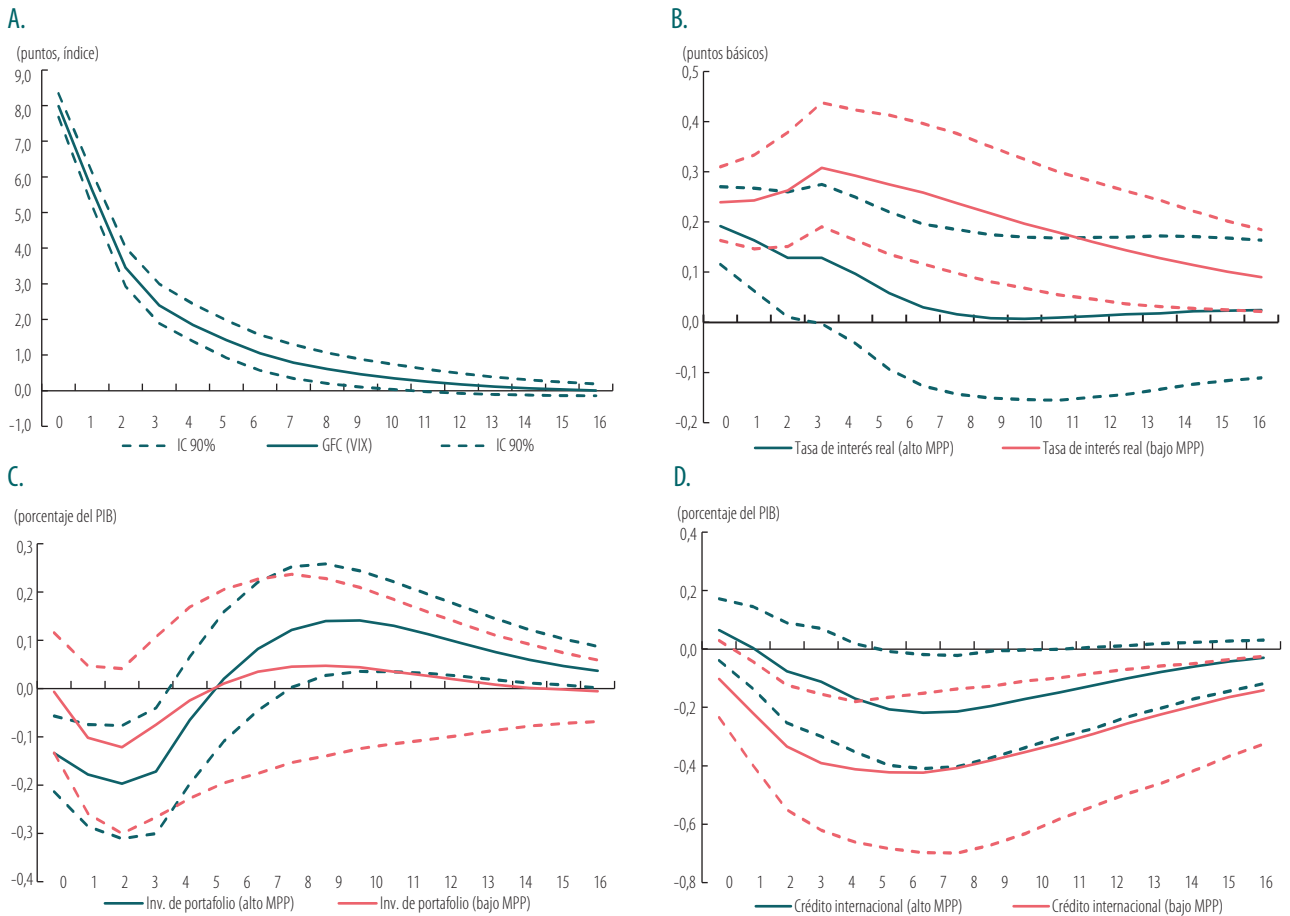 A.
(puntos, índice)
9,0
8,0
7,0
6,0
5,0
4,0
3,0
2,0
1,0
0,0
-1,0
0 1 2 3 4 5 6 7 8 9 10 11 12 13 14 15 16
IC 90% GFC (VIX) IC 90%
B.
(puntos básicos)
0,5
0,4
0,3
0,2
0,1
0,0
-0,1
-0,2
0 1 2 3 4 5 6 7 8 9 10 11 12 13 14 15 16
Tasa de interés real (alto MPP) Tasa de interés real (bajo MPP)
C.
(porcentaje del PIB)
0,3
0,2
0,1
0,0
-0,1
-0,2
-0,3
-0,4
0 1 2 3 4 5 6 7 8 9 10 11 12 13 14 15 16
Inv. de portafolio (alto MPP) Inv. de portafolio (bajo MPP)
D.
(porcentaje del PIB)
0,4
0,2
0,0
-0,2
-0,4
-0,6
-0,8
0 1 2 3 4 5 6 7 8 9 10 11 12 13 14 15 16
Crédito internacional (alto MPP) Crédito internacional (bajo MPP)